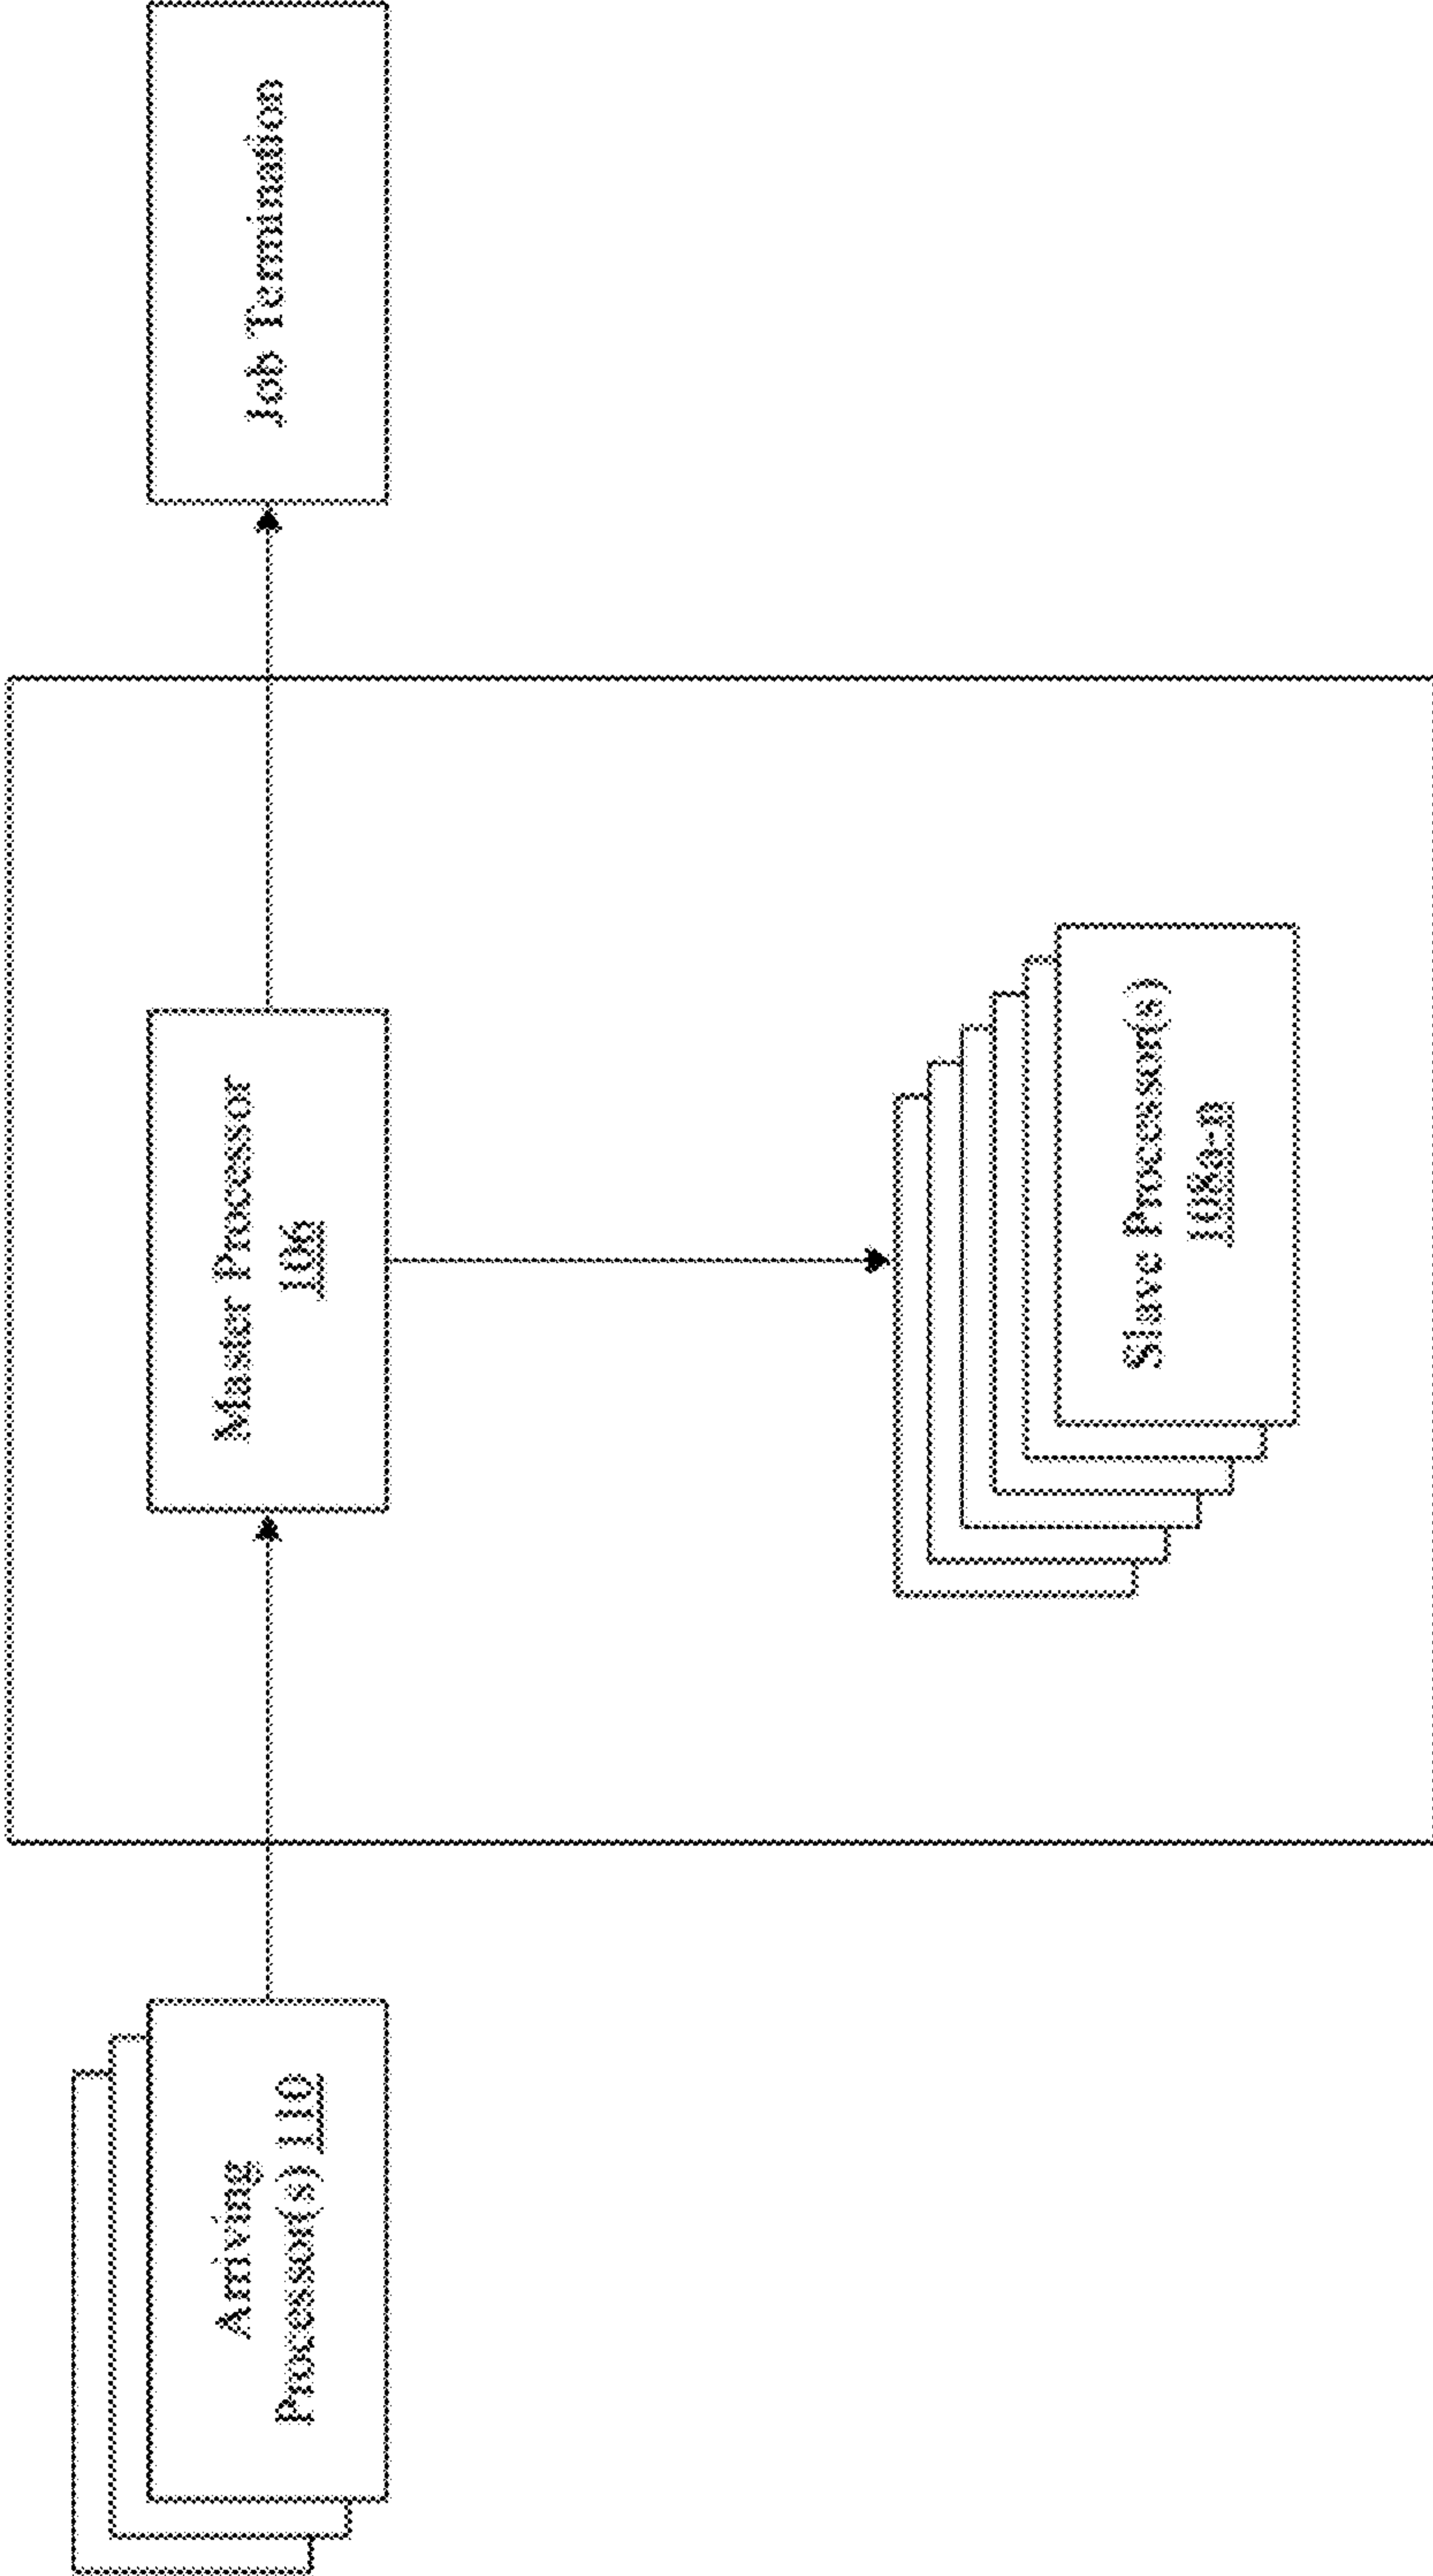 Arriving
Processor(s) 110
Master Processor
106
Job Termination
Slave Processor(s)
108a-n